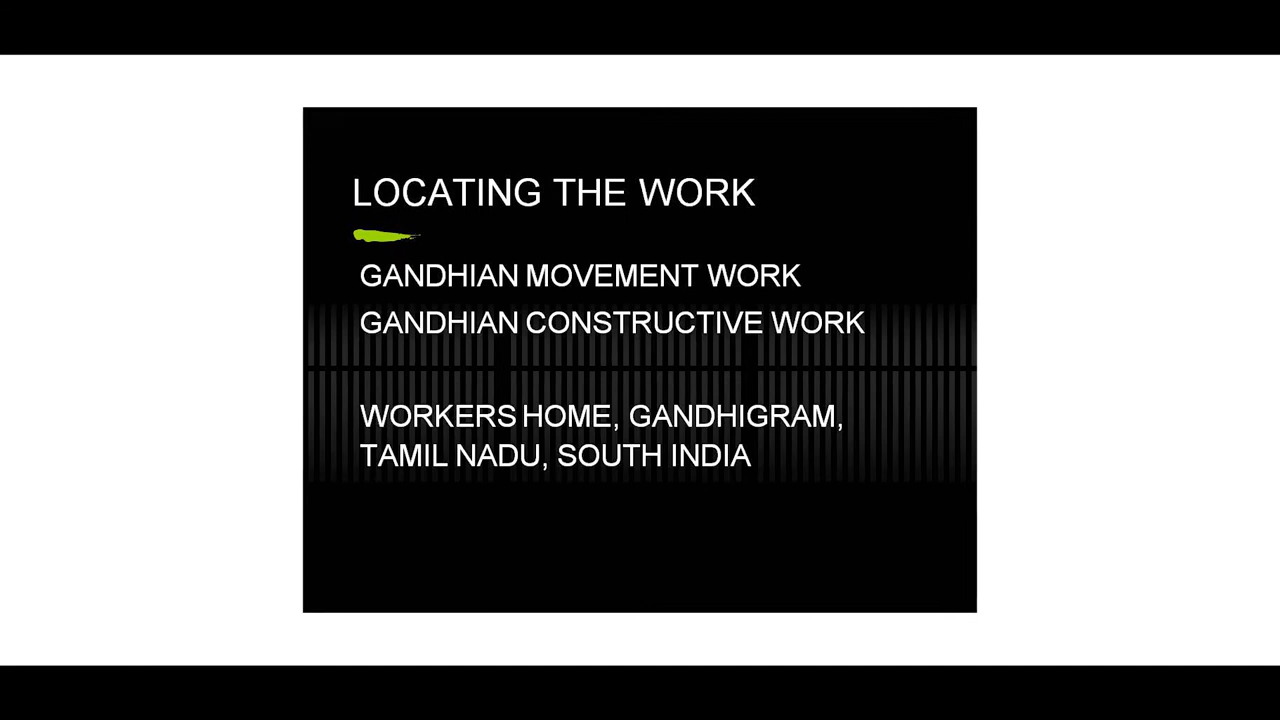 LOCATING THE WORK
GANDHIAN MOVEMENT WORK
GANDHIAN CONSTRUCTIVE WORK
WORKERS HOME, GANDHIGRAM,
TAMIL NADU, SOUTH INDIA